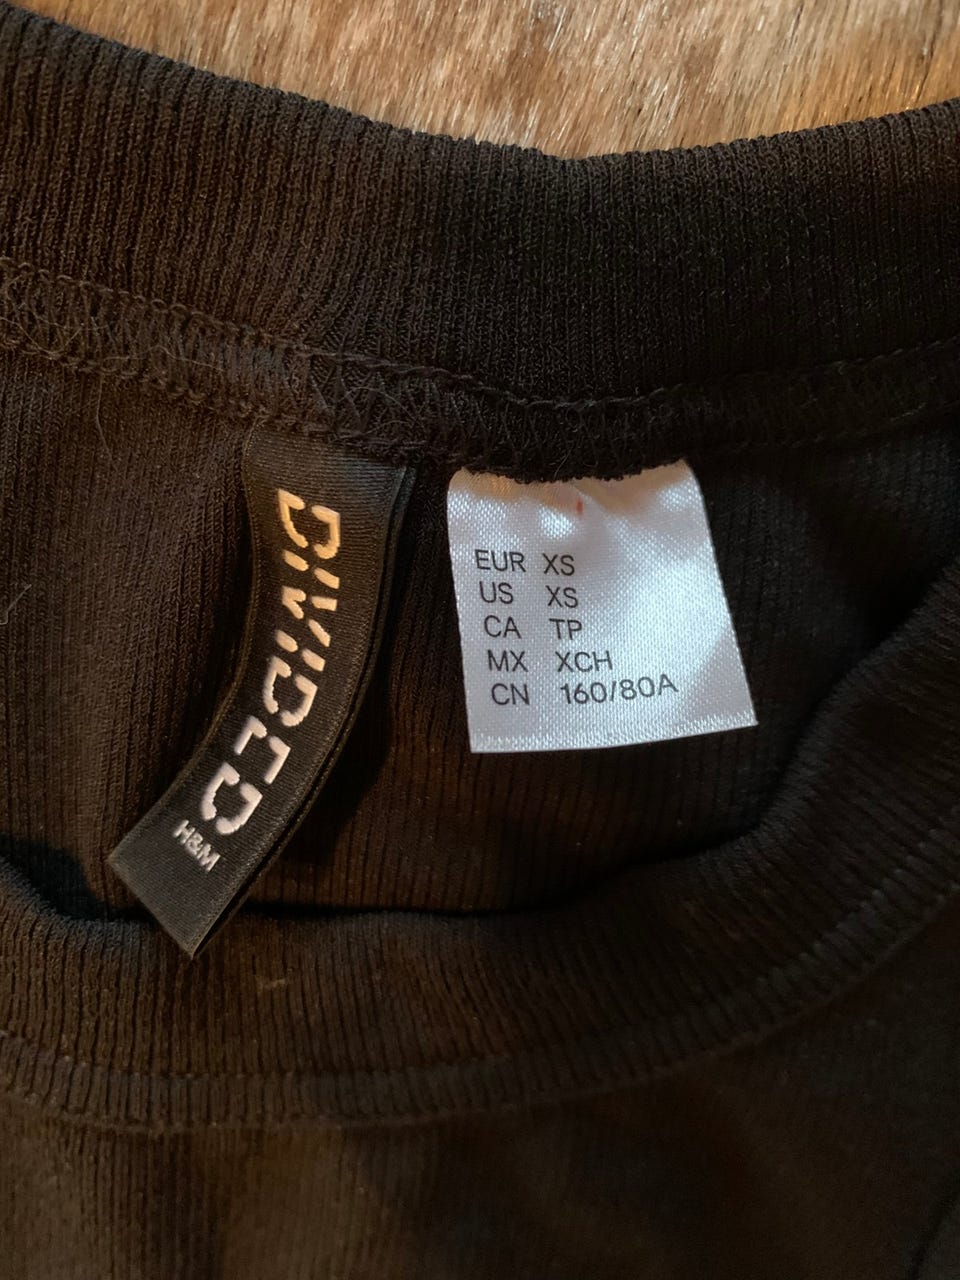 DIVIDED
H&M
EUR XS
US XS
CA TP
MX XCH
CN 160/80A